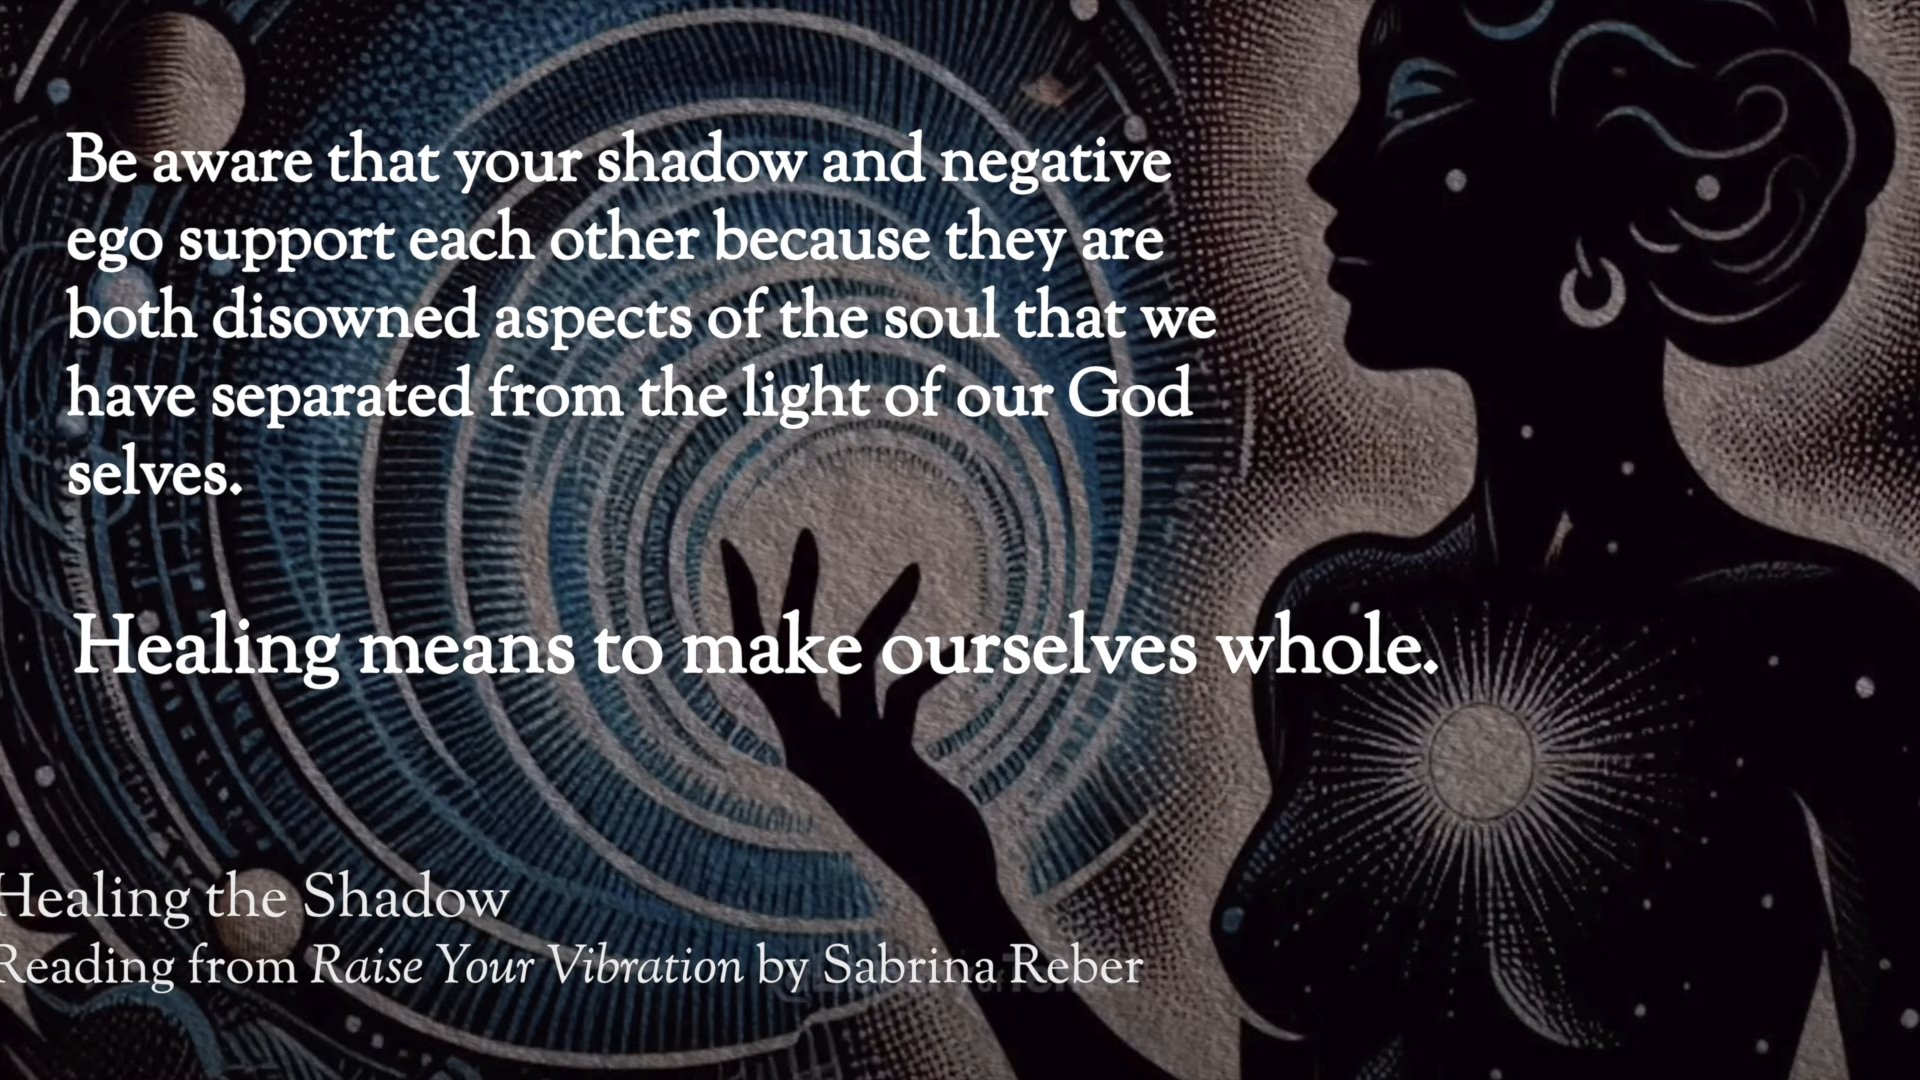 Be aware that your shadow and negative
ego support each other because they are
both disowned aspects of the soul that we
have separated from the light of our God
selves.
Healing means to make ourselves whole.
Healing the Shadow
Reading from Raise Your Vibration by Sabrina Reber